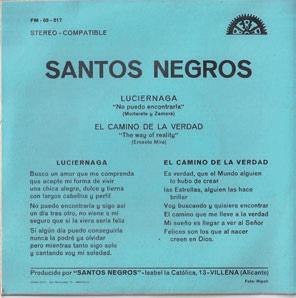 PM - 60 - 017
STEREO - COMPATIBLE
SANTOS NEGROS
LUCIERNAGA
"No puedo encontrarla"
(Mortarete y Zamora)
EL CAMINO DE LA VERDAD
"The way of reality"
(Ernesto Mira)
LUCIERNAGA
Busco un amor que me comprenda
que acepte mi forma de vivir
una chica alegre, dulce y tierna
con largos cabellos y perfil
No puedo encontrarla y sigo así
un día tras otro, no viene a mí
seguro que si la viera sería feliz
Si algún día puedo conseguirla
nunca la podré ya olvidar
pero mientras tanto sigo solo
y cantando voy mi soledad.
EL CAMINO DE LA VERDAD
Es verdad, que el Mundo alguien
lo hubo de crear
las Estrellas, alguien las hace
brillar
Voy buscando y quisiera encontrar
El camino que me lleve a la verdad
Mi sueño es llegar a ver al Señor
Felices son los que al nacer
creen en Dios.
Producido por "SANTOS NEGROS" - Isabel la Católica, 13 - VILLENA (Alicante)
Foto: